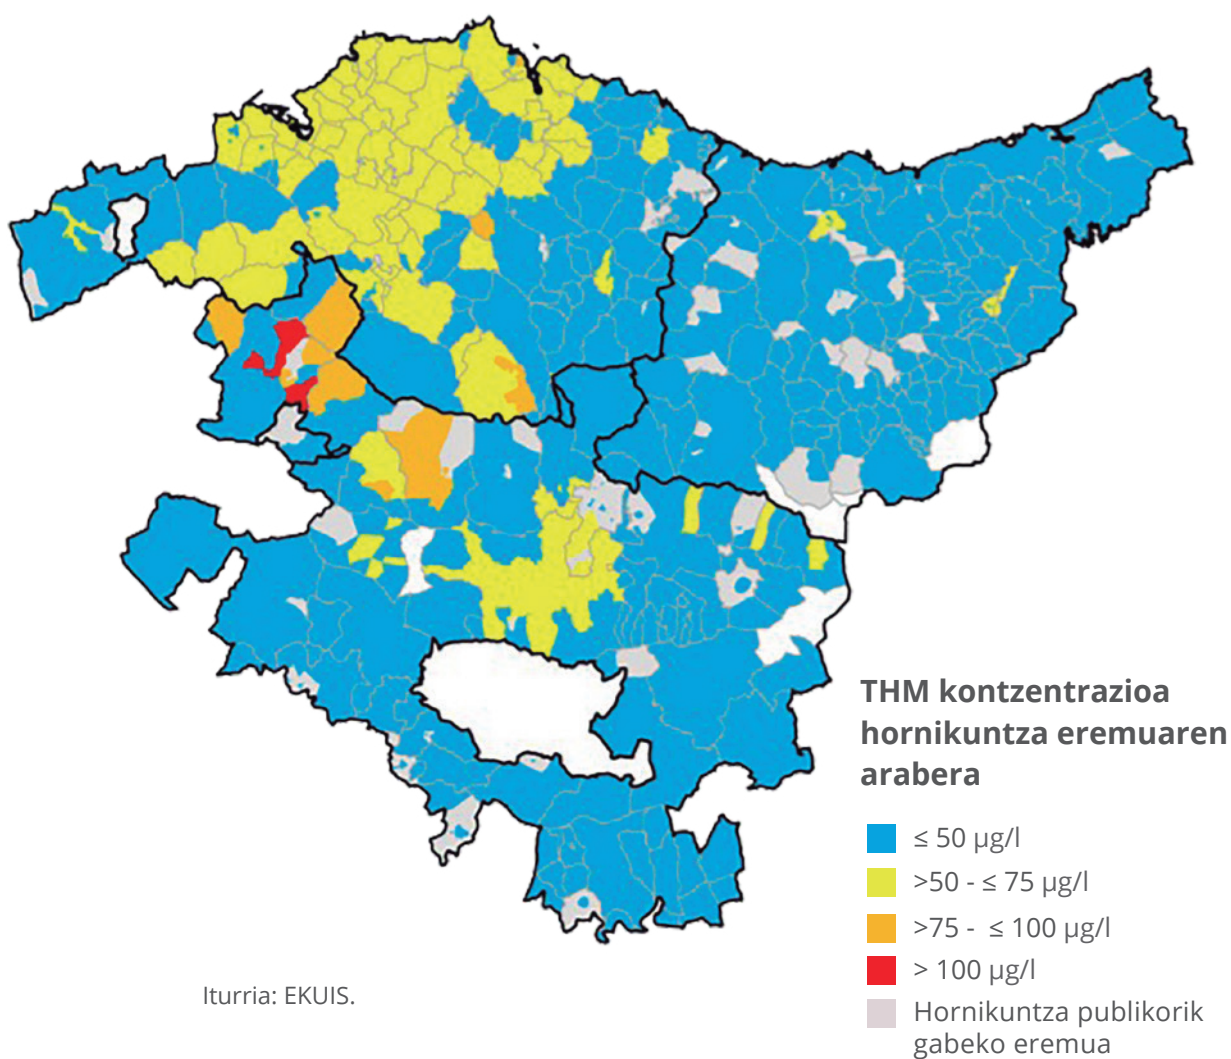 THM kontzentrazioa
hornikuntza eremuaren
arabera
≤ 50 µg/l
>50 - ≤ 75 µg/l
>75 - ≤ 100 µg/l
> 100 µg/l
Hornikuntza publikorik
gabeko eremua
Iturria: EKUIS.